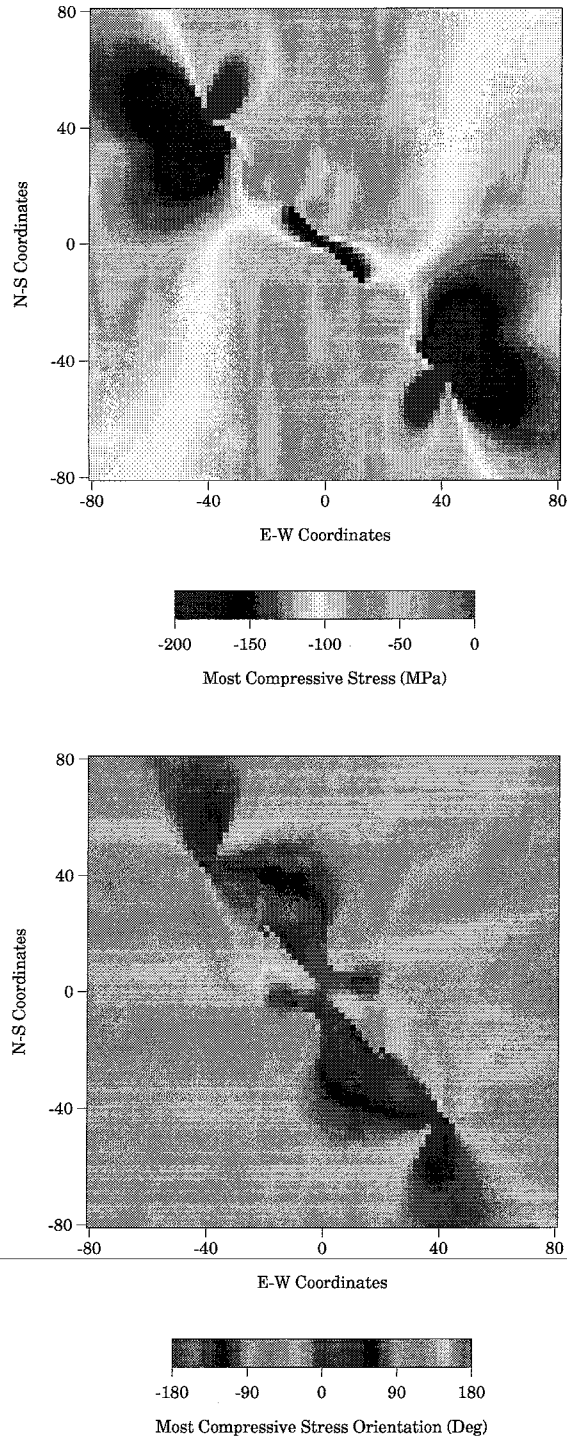 80
40
0
-40
-80
N-S Coordinates
-80 -40 0 40 80
E-W Coordinates
-200 -150 -100 -50 0
Most Compressive Stress (MPa)
80
40
0
-40
-80
N-S Coordinates
-80 -40 0 40 80
E-W Coordinates
-180 -90 0 90 180
Most Compressive Stress Orientation (Deg)